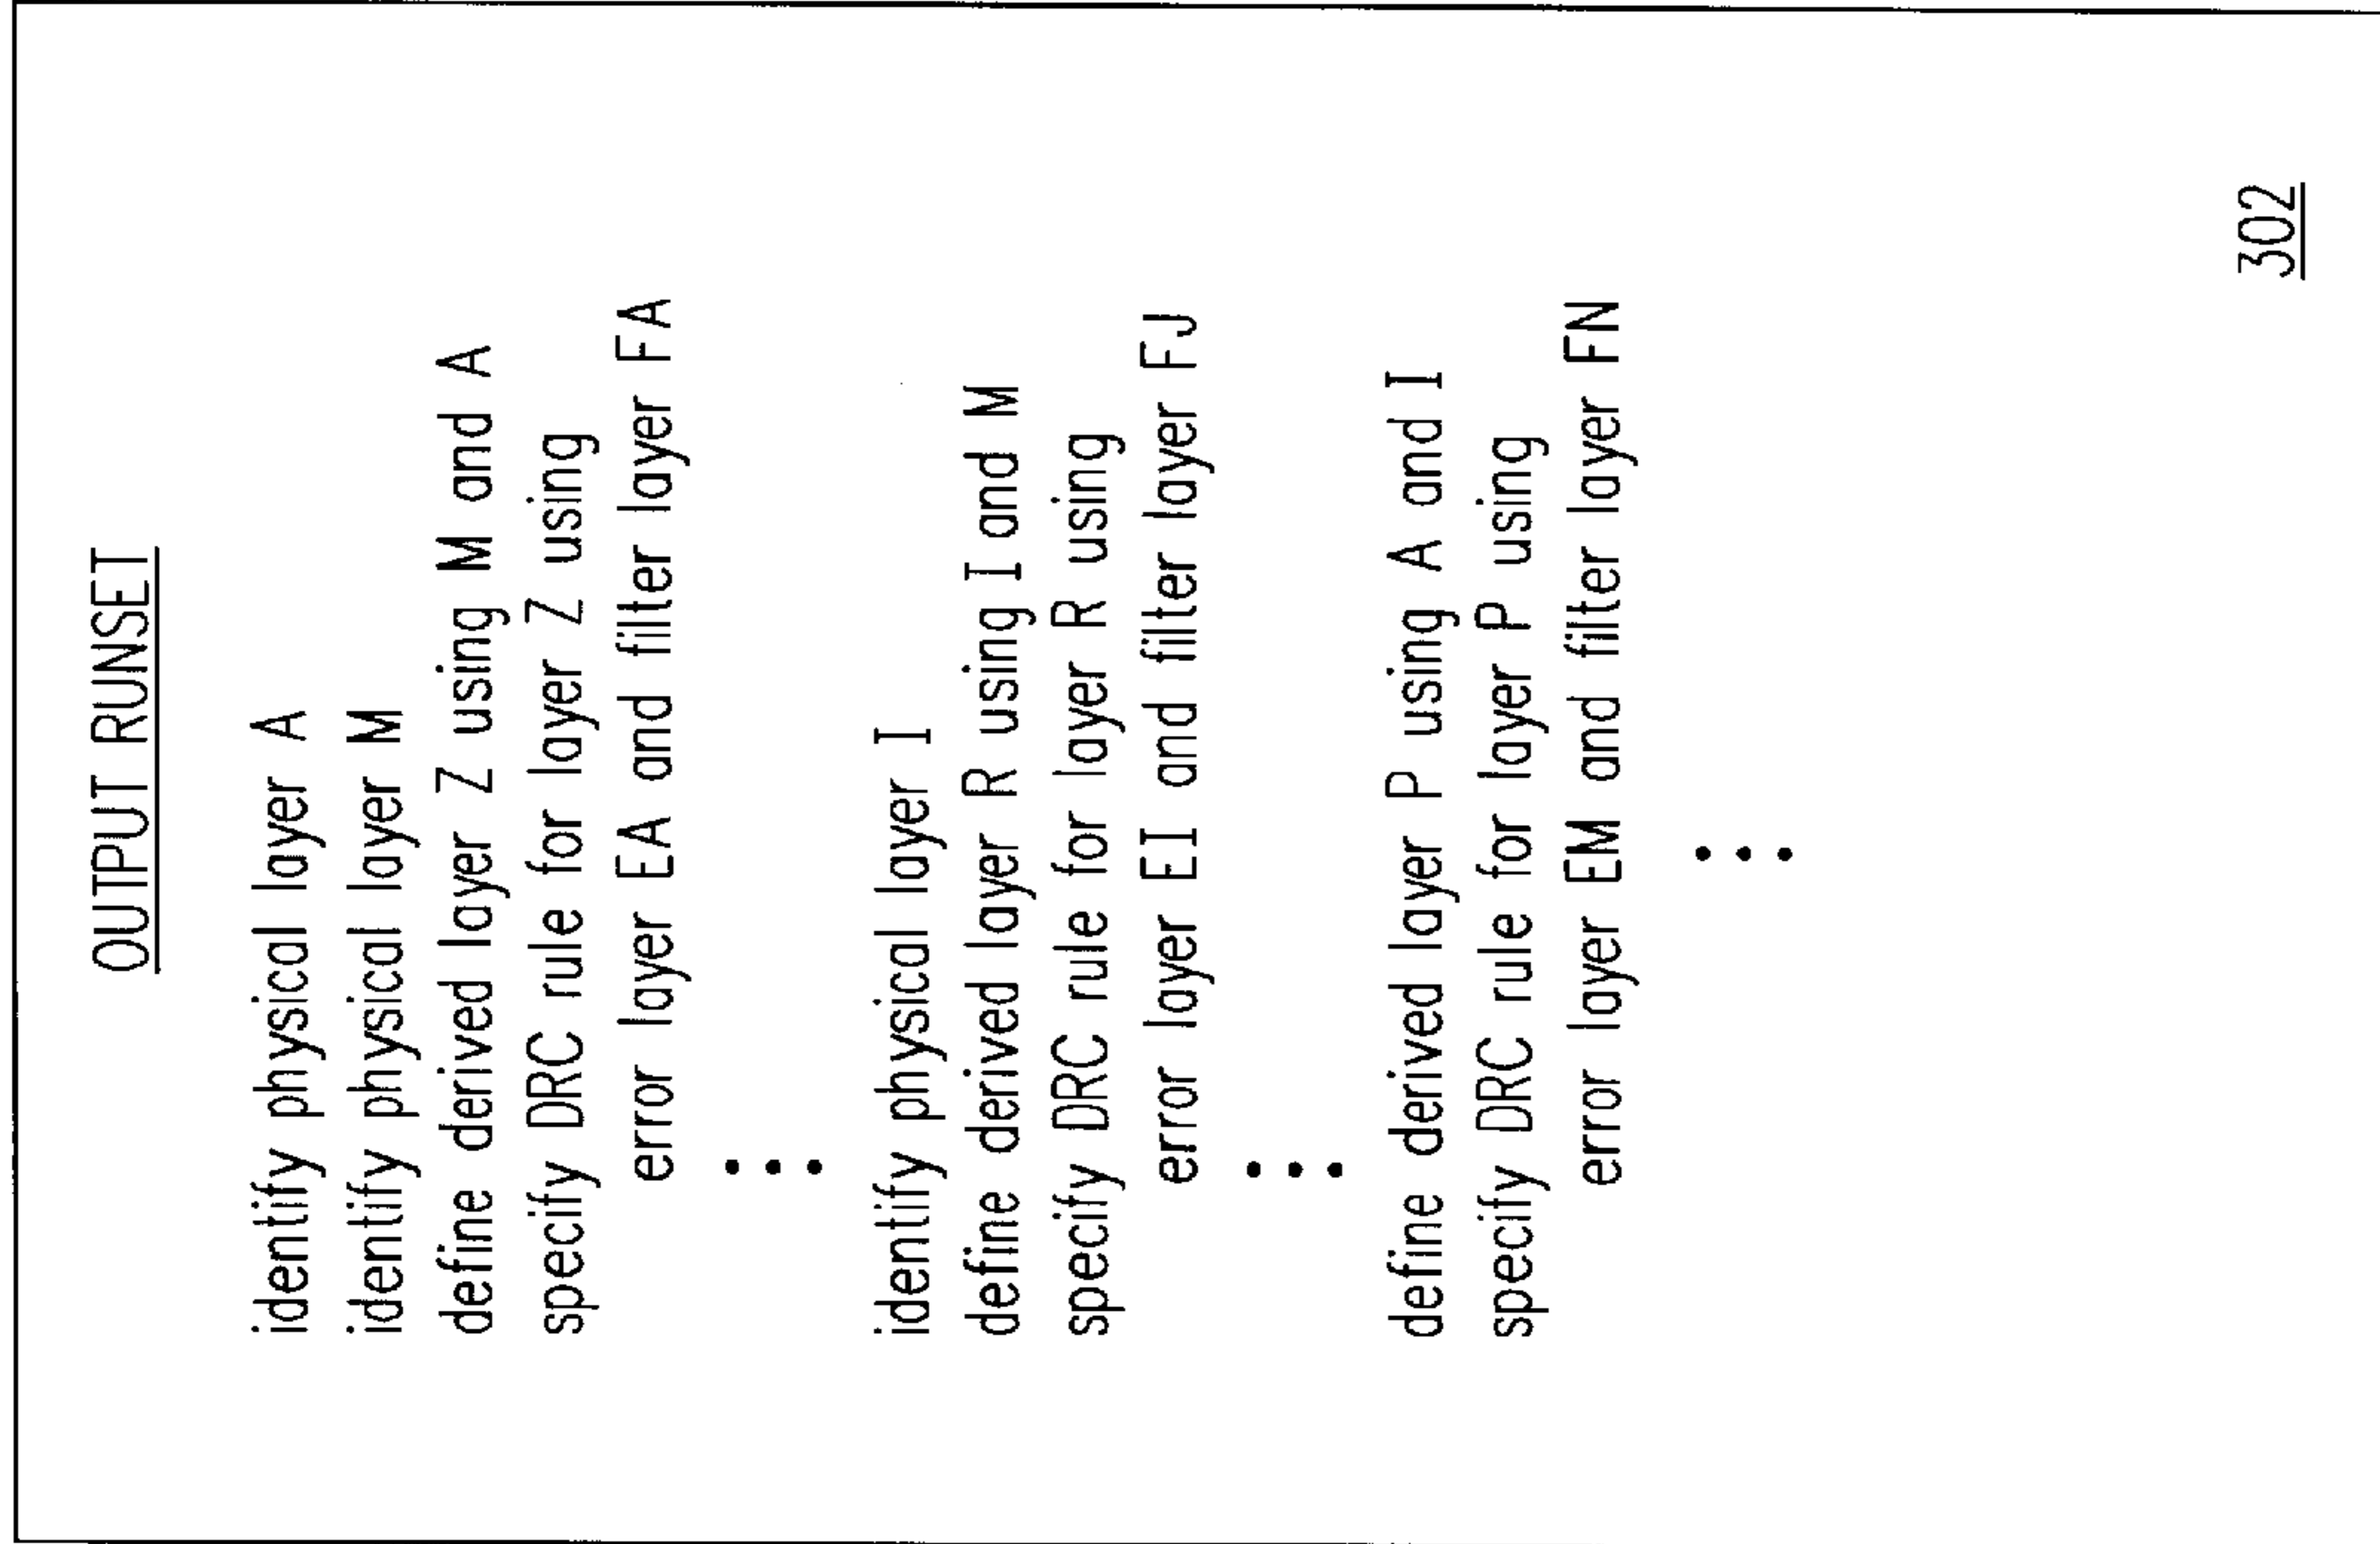 OUTPUT RUNSET
identify physical layer A
identify physical layer M
define derived layer Z using M and A
specify DRC rule for layer Z using
error layer EA and filter layer FA
identify physical layer I
define derived layer R using I and M
specify DRC rule for layer R using
error layer EI and filter layer FJ
define derived layer P using A and I
specify DRC rule for layer P using
error layer EM and filter layer FN
302